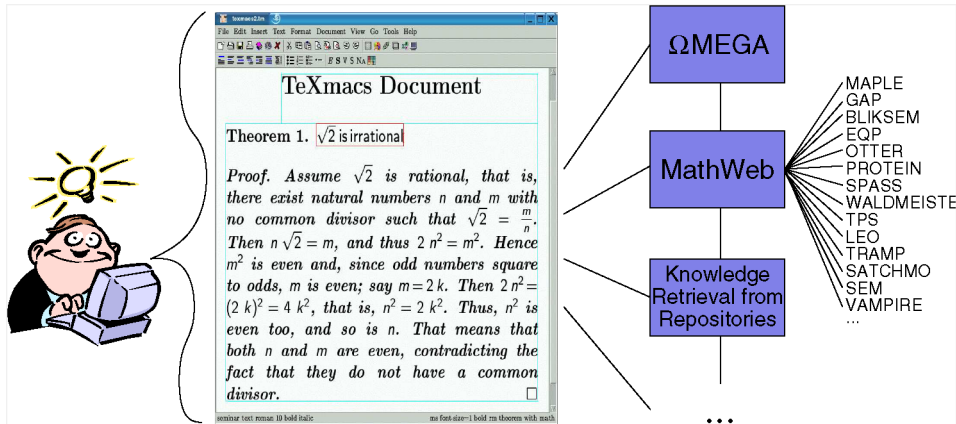 texmacs2.tm
File Edit Insert Text Format Document View Go Tools Help
E S V S NA
TeXmacs Document
Theorem 1. √2 is irrational
Proof. Assume √2 is rational, that is,
there exist natural numbers n and m with
no common divisor such that √2 = m/n.
Then n √2 = m, and thus 2 n² = m². Hence
m² is even and, since odd numbers square
to odds, m is even; say m = 2 k. Then 2 n² =
(2 k)² = 4 k², that is, n² = 2 k². Thus, n² is
even too, and so is n. That means that
both n and m are even, contradicting the
fact that they do not have a common
divisor. □
seminar text roman 10 bold italic
ms font-size=1 bold rm theorem with math
ΩMEGA
MathWeb
Knowledge
Retrieval from
Repositories
...
MAPLE
GAP
BLIKSEM
EQP
OTTER
PROTEIN
SPASS
WALDMEISTE
TPS
LEO
TRAMP
SATCHMO
SEM
VAMPIRE
...